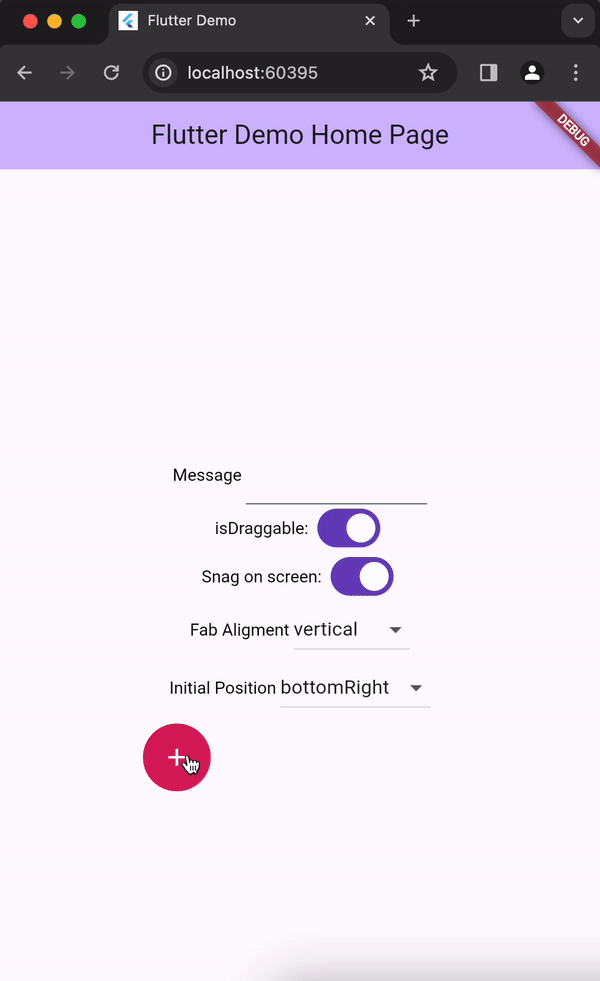 Flutter Demo
localhost:60395
Flutter Demo Home Page
DEBUG
Message
isDraggable:
Snag on screen:
Fab Aligment vertical
Initial Position bottomRight